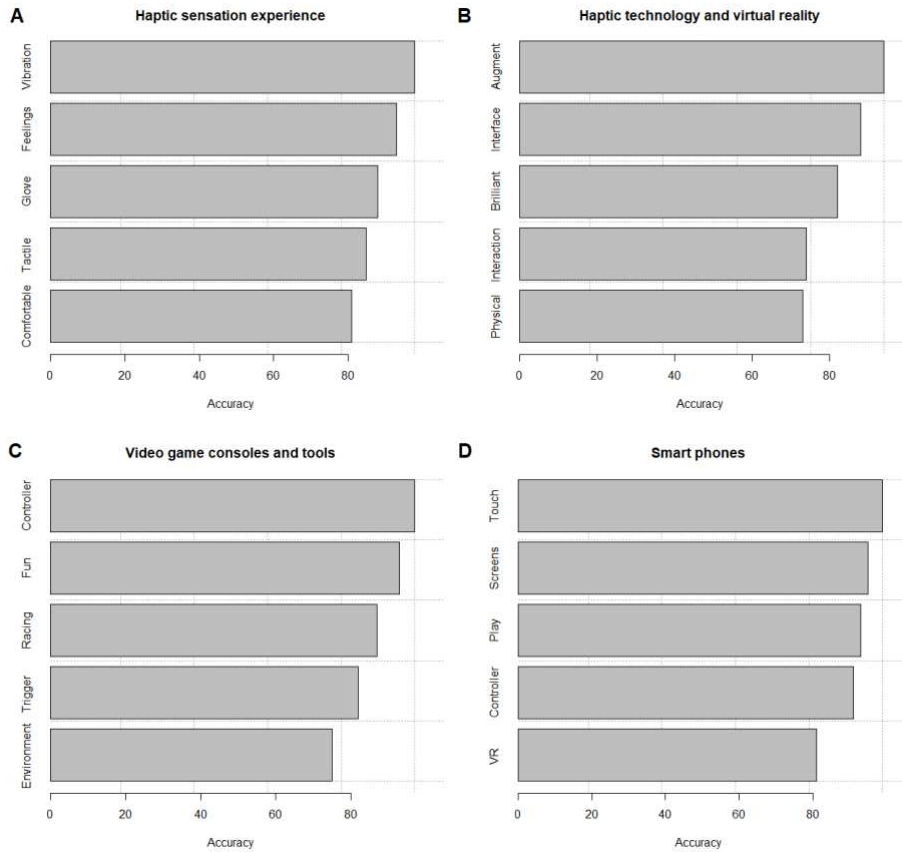 A
Haptic sensation experience
Vibration
Feelings
Glove
Tactile
Comfortable
0 20 40 60 80
Accuracy
B
Haptic technology and virtual reality
Augment
Interface
Brilliant
Interaction
Physical
0 20 40 60 80
Accuracy
C
Video game consoles and tools
Controller
Fun
Racing
Trigger
Environment
0 20 40 60 80
Accuracy
D
Smart phones
Touch
Screens
Play
Controller
VR
0 20 40 60 80
Accuracy